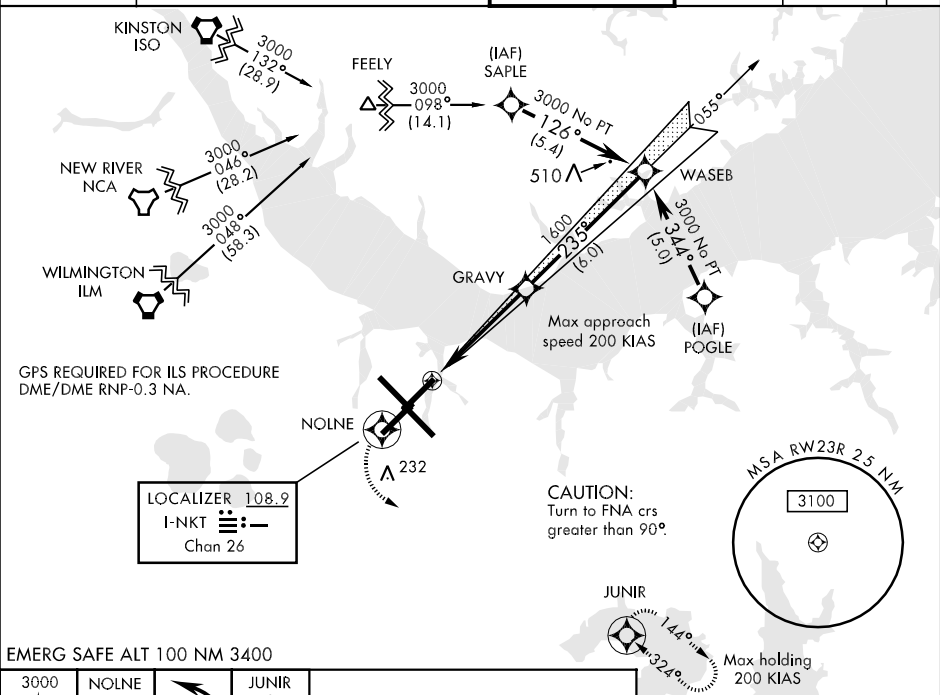 KINSTON
ISO
3000
132°
(28.9)
FEELY
3000
098°
(14.1)
(IAF)
SAPLE
3000 No PT
126°
(5.4)
055°
510
WASEB
NEW RIVER
NCA
3000
046°
(28.2)
3000
048°
(58.3)
WILMINGTON
ILM
1600
235°
(6.0)
3000 No PT
344°
(5.0)
GRAVY
(IAF)
POGLE
Max approach
speed 200 KIAS
GPS REQUIRED FOR ILS PROCEDURE
DME/DME RNP-0.3 NA.
NOLNE
232
LOCALIZER 108.9
I-NKT
Chan 26
CAUTION:
Turn to FNA crs
greater than 90°.
MSA RW23R 25 NM
3100
JUNIR
144°
324°
Max holding
200 KIAS
EMERG SAFE ALT 100 NM 3400
3000
NOLNE
JUNIR